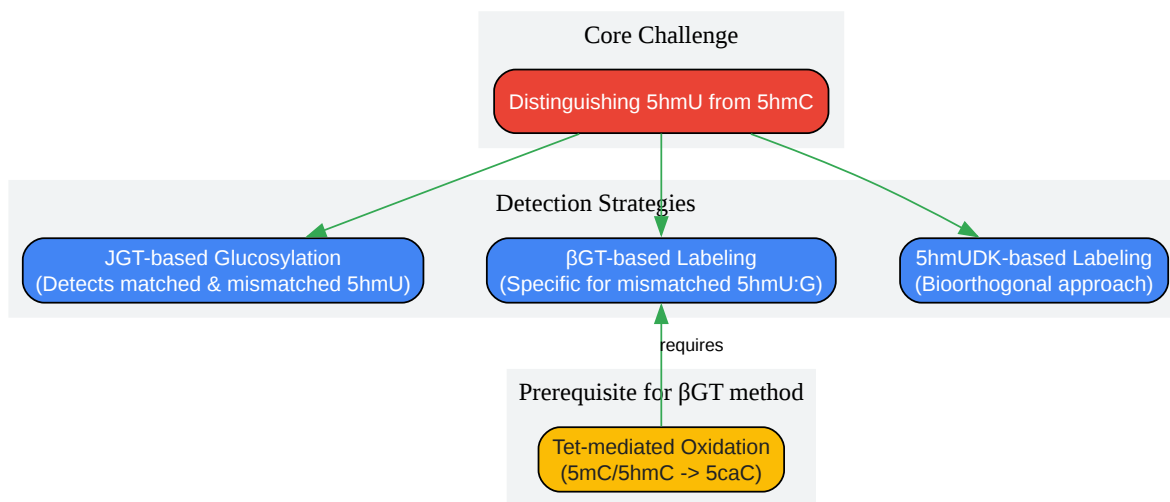 Core Challenge
Distinguishing 5hmU from 5hmC
Detection Strategies
JGT-based Glucosylation
(Detects matched & mismatched 5hmU)
βGT-based Labeling
(Specific for mismatched 5hmU:G)
5hmUDK-based Labeling
(Bioorthogonal approach)
requires
Prerequisite for βGT method
Tet-mediated Oxidation
(5mC/5hmC -> 5caC)